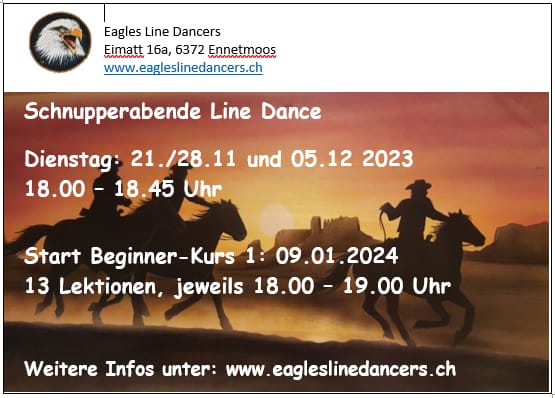 Eagles Line Dancers
Eimatt 16a, 6372 Ennetmoos
www.eagleslinedancers.ch
Schnupperabende Line Dance
Dienstag: 21./28.11 und 05.12 2023
18.00 – 18.45 Uhr
Start Beginner-Kurs 1: 09.01.2024
13 Lektionen, jeweils 18.00 – 19.00 Uhr
Weitere Infos unter: www.eagleslinedancers.ch